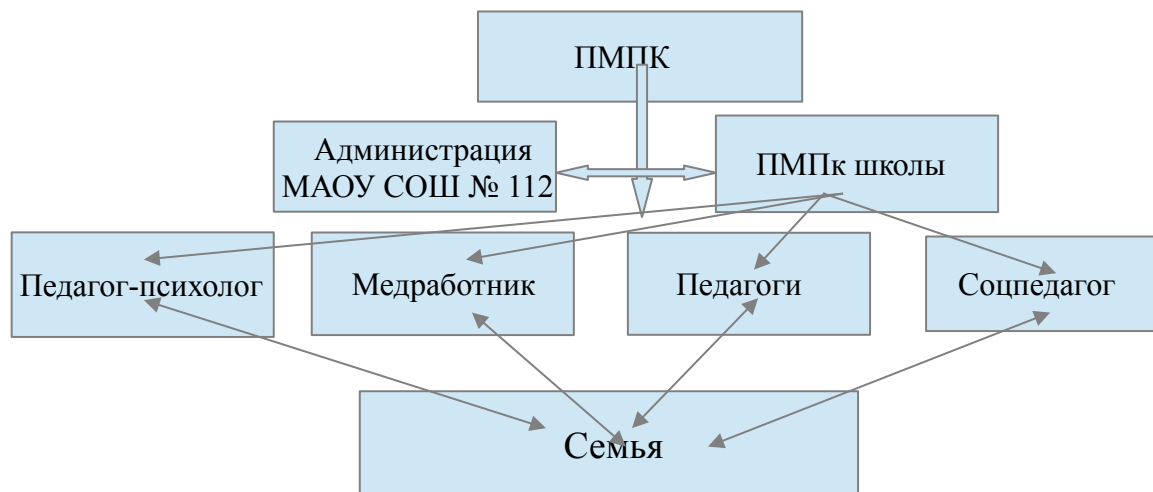 ПМПК
Администрация
МАОУ СОШ № 112
ПМПк школы
Педагог-психолог
Медработник
Педагоги
Соцпедагог
Семья